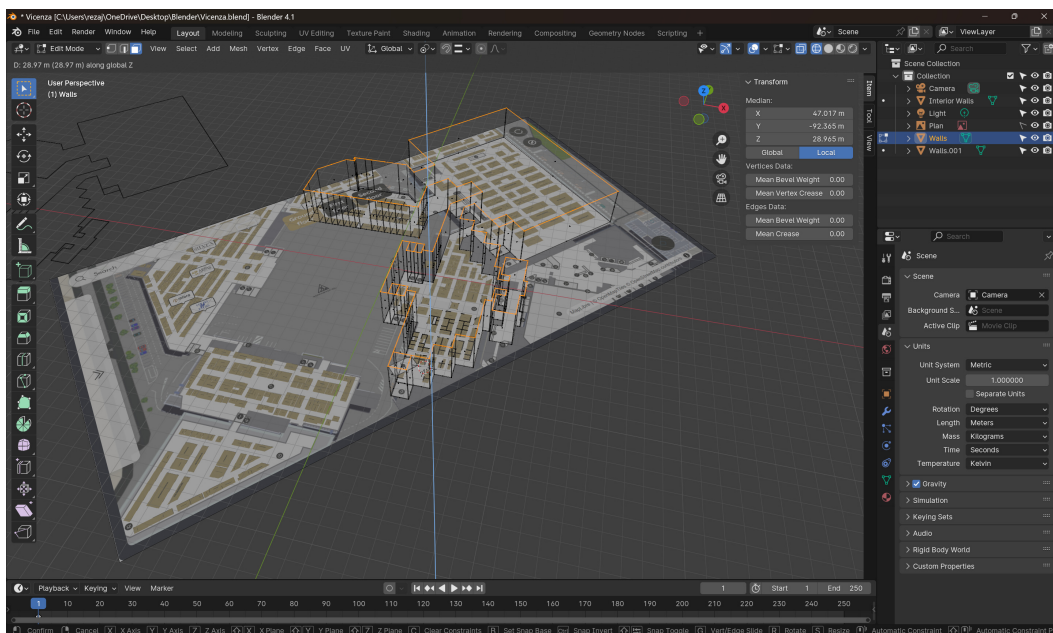 * Vicenza [C:\Users\rezaj\OneDrive\Desktop\Blender\Vicenza.blend] - Blender 4.1
File Edit Render Window Help Layout Modeling Sculpting UV Editing Texture Paint Shading Animation Rendering Compositing Geometry Nodes Scripting + Scene ViewLayer
Edit Mode View Select Add Mesh Vertex Edge Face UV Global Search
D: 28.97 m (28.97 m) along global Z
User Perspective
(1) Walls
Z
X
Transform
Median:
X 47.017 m
Y -92.365 m
Z 28.965 m
Global Local
Vertices Data:
Mean Bevel Weight 0.00
Mean Vertex Crease 0.00
Edges Data:
Mean Bevel Weight 0.00
Mean Crease 0.00
Item
Tool
View
Scene Collection
Collection
Camera
Interior Walls
Light
Plan
Walls
Walls.001
Search
Scene
Scene
Camera Camera
Background S... Scene
Active Clip Movie Clip
Units
Unit System Metric
Unit Scale 1.000000
Separate Units
Rotation Degrees
Length Meters
Mass Kilograms
Time Seconds
Temperature Kelvin
Gravity
Simulation
Keying Sets
Audio
Rigid Body World
Custom Properties
Search
Playback Keying View Marker 1 Start 1 End 250
1 10 20 30 40 50 60 70 80 90 100 110 120 130 140 150 160 170 180 190 200 210 220 230 240 250
Confirm Cancel X X Axis Y Y Axis Z Z Axis X X Plane Y Y Plane Z Z Plane C Clear Constraints B Set Snap Base Snap Invert Snap Toggle G Vert/Edge Slide R Rotate S Resize Automatic Constraint Automatic Constraint